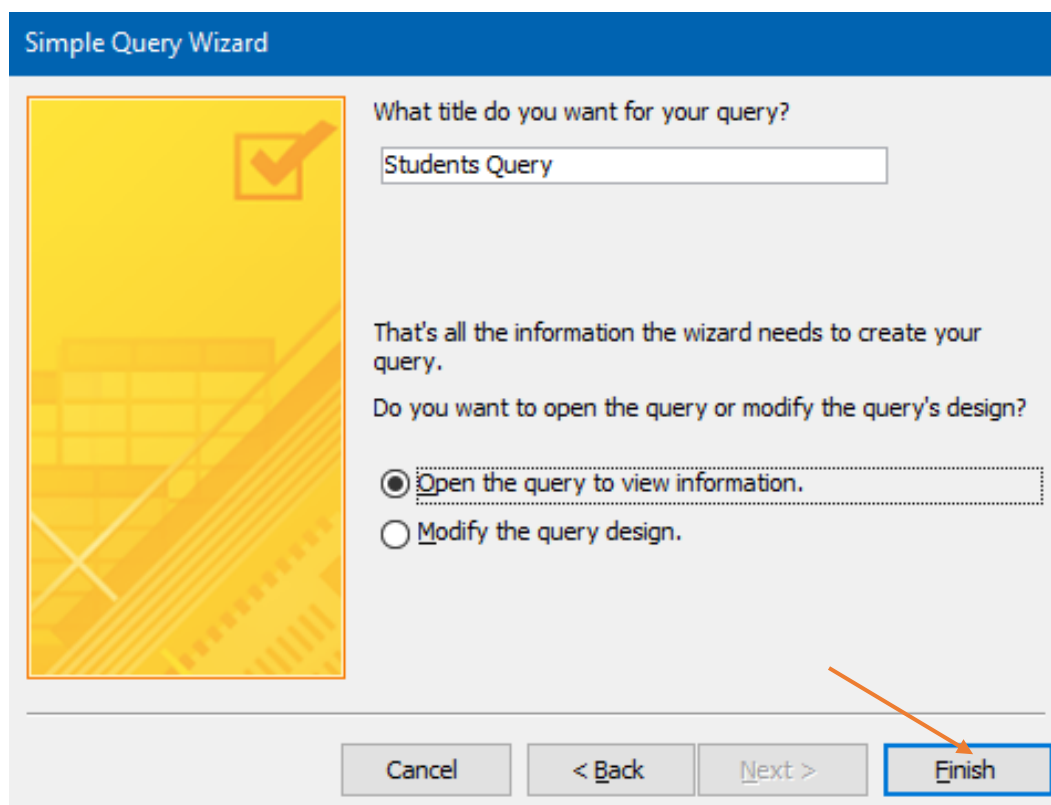 Simple Query Wizard
What title do you want for your query?
Students Query
That's all the information the wizard needs to create your
query.
Do you want to open the query or modify the query's design?
Open the query to view information.
Modify the query design.
Cancel
< Back
Next >
Finish